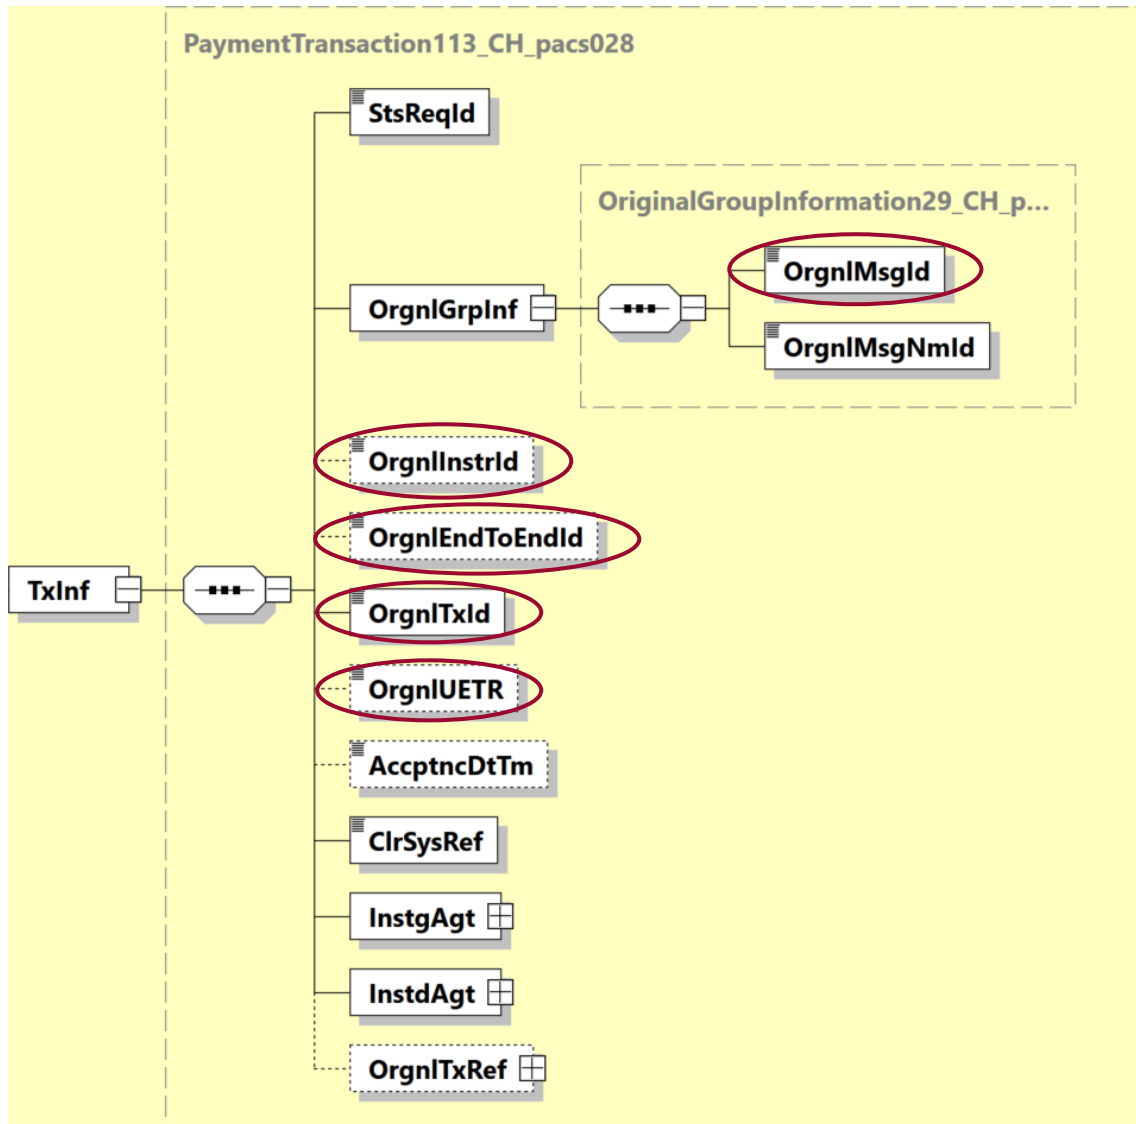 PaymentTransaction113_CH_pacs028
StsReqId
OriginalGroupInformation29_CH_p...
OrgnlMsgId
OrgnlGrpInf
OrgnlMsgNmId
OrgnlInstrId
OrgnlEndToEndId
TxInf
OrgnlTxId
OrgnlUETR
AccptncDtTm
ClrSysRef
InstgAgt
InstdAgt
OrgnlTxRef